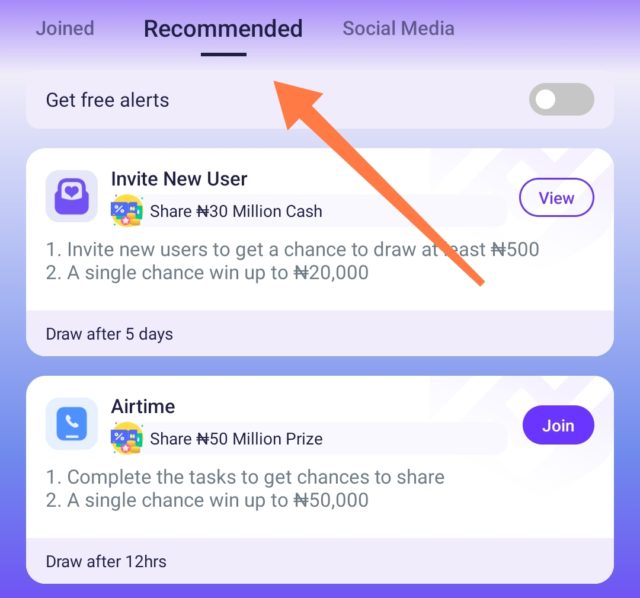 Joined Recommended Social Media
Get free alerts
Invite New User
Share ₦30 Million Cash
View
1. Invite new users to get a chance to draw at least ₦500
2. A single chance win up to ₦20,000
Draw after 5 days
Airtime
Share ₦50 Million Prize
Join
1. Complete the tasks to get chances to share
2. A single chance win up to ₦50,000
Draw after 12hrs